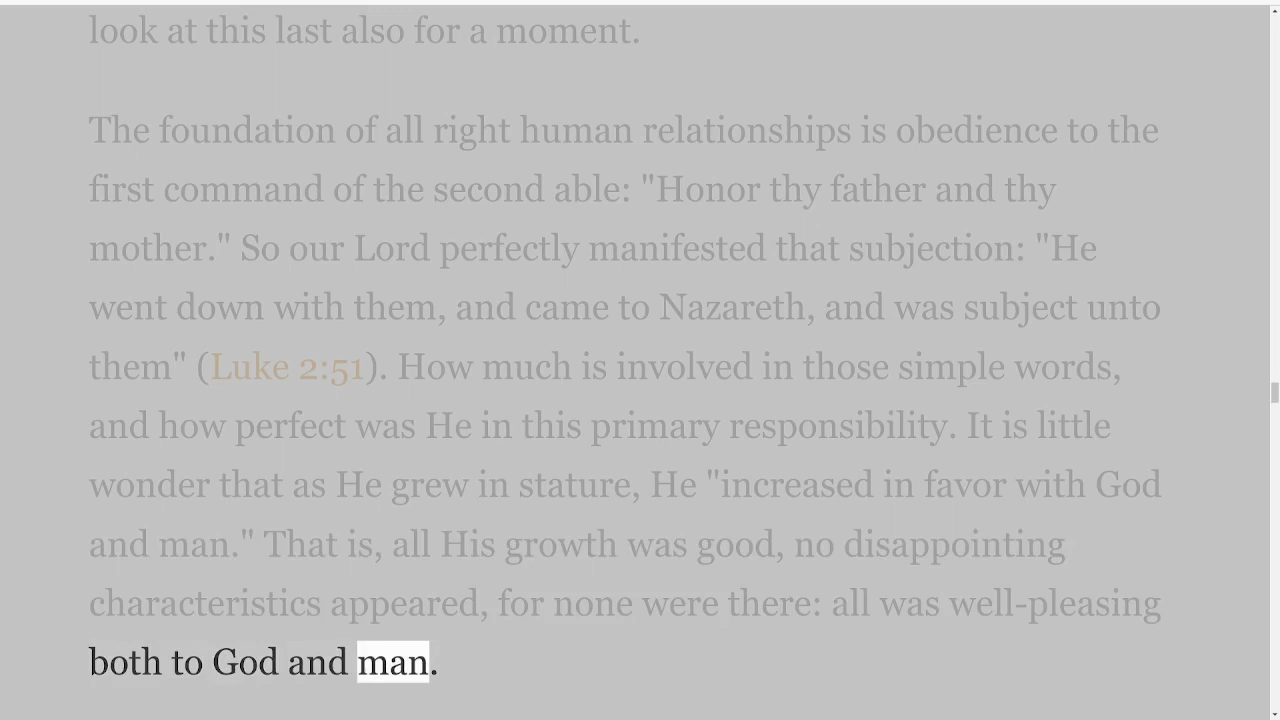 look at this last also for a moment.
The foundation of all right human relationships is obedience to the
first command of the second able: "Honor thy father and thy
mother." So our Lord perfectly manifested that subjection: "He
went down with them, and came to Nazareth, and was subject unto
them" (Luke 2:51). How much is involved in those simple words,
and how perfect was He in this primary responsibility. It is little
wonder that as He grew in stature, He "increased in favor with God
and man." That is, all His growth was good, no disappointing
characteristics appeared, for none were there: all was well-pleasing
both to God and man.